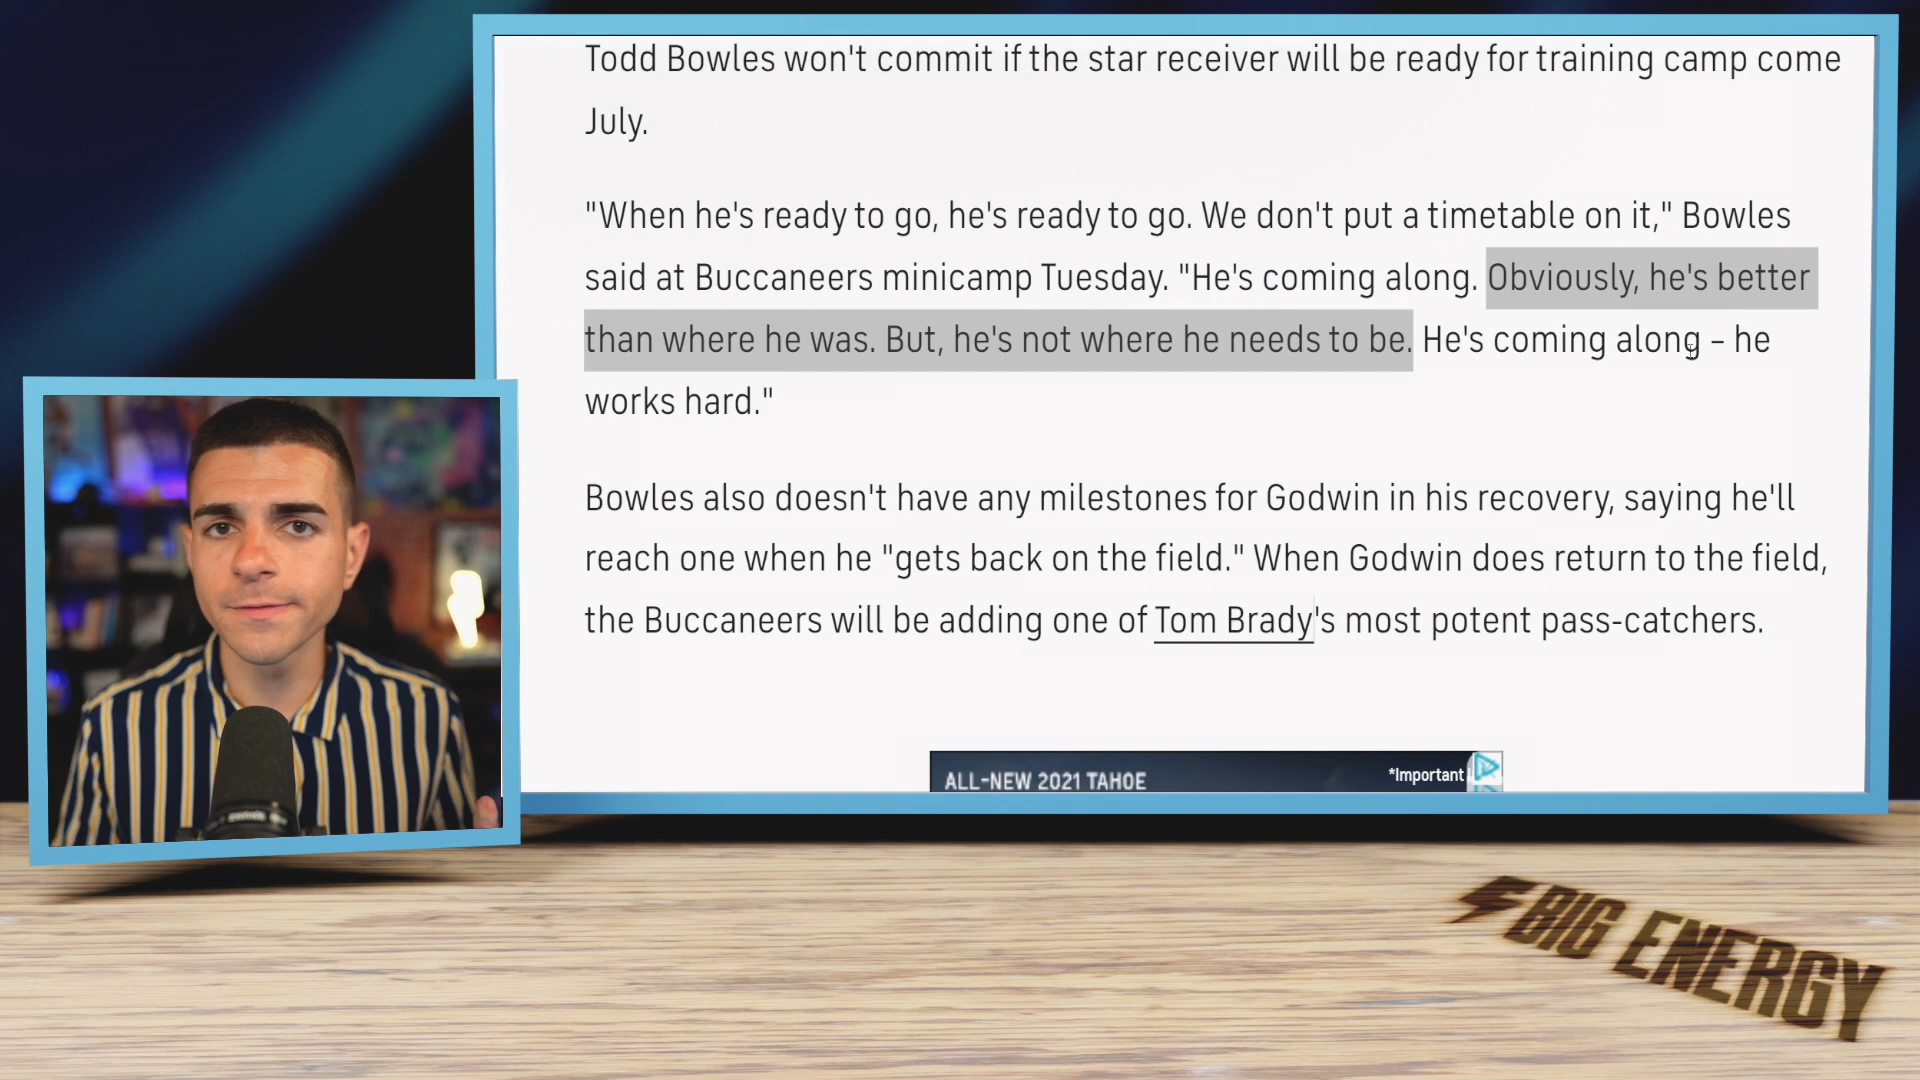 Todd Bowles won't commit if the star receiver will be ready for training camp come
July.
"When he's ready to go, he's ready to go. We don't put a timetable on it," Bowles
said at Buccaneers minicamp Tuesday. "He's coming along. Obviously, he's better
than where he was. But, he's not where he needs to be. He's coming along – he
works hard."
Bowles also doesn't have any milestones for Godwin in his recovery, saying he'll
reach one when he "gets back on the field." When Godwin does return to the field,
the Buccaneers will be adding one of Tom Brady's most potent pass-catchers.
ALL-NEW 2021 TAHOE
*Important
BIG ENERGY